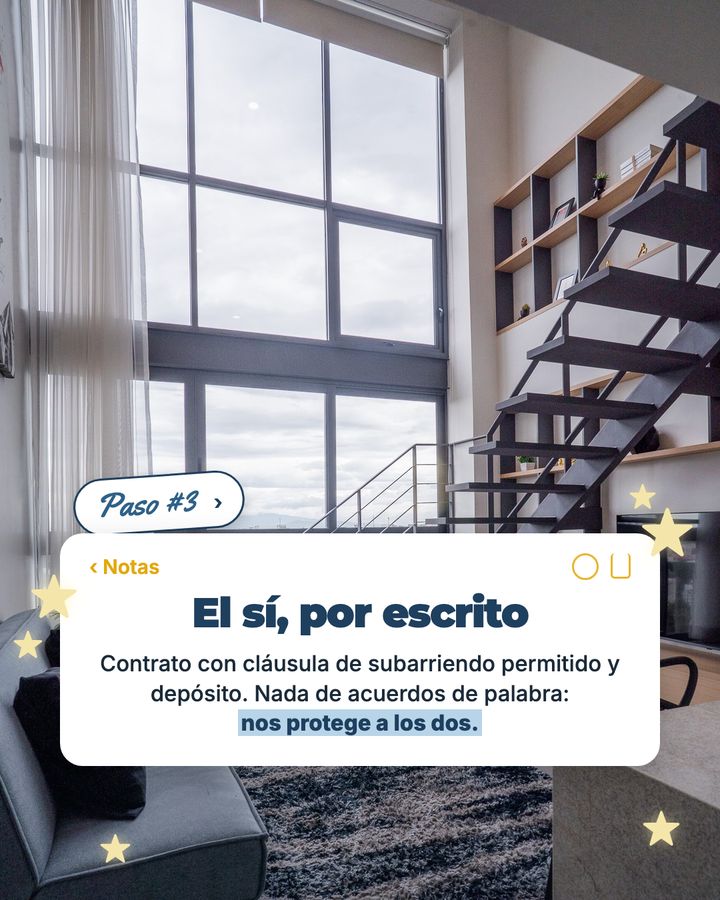 Paso #3 ›
‹ Notas
El sí, por escrito
Contrato con cláusula de subarriendo permitido y
depósito. Nada de acuerdos de palabra:
nos protege a los dos.